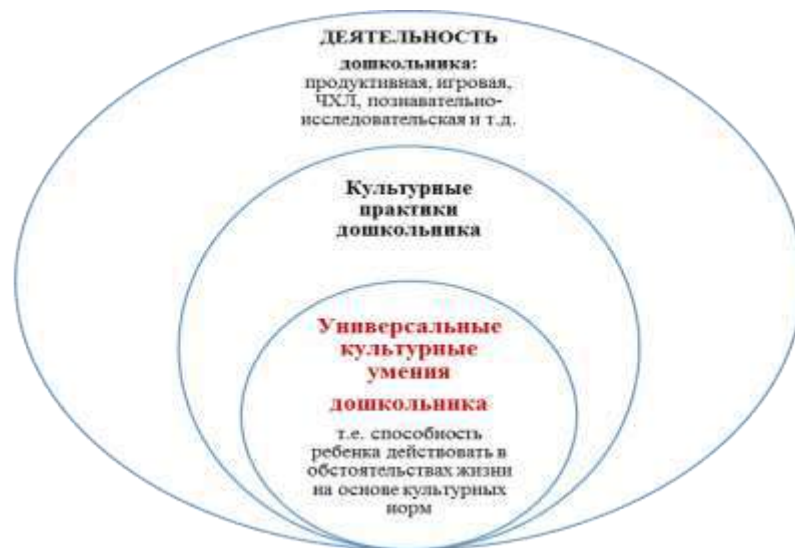 ДЕЯТЕЛЬНОСТЬ
дошкольника:
продуктивная, игровая,
ЧХЛ, познавательно-
исследовательская и т.д.
Культурные
практики
дошкольника
Универсальные
культурные
умения
дошкольника
т.е. способность
ребенка действовать в
обстоятельствах жизни
на основе культурных
норм